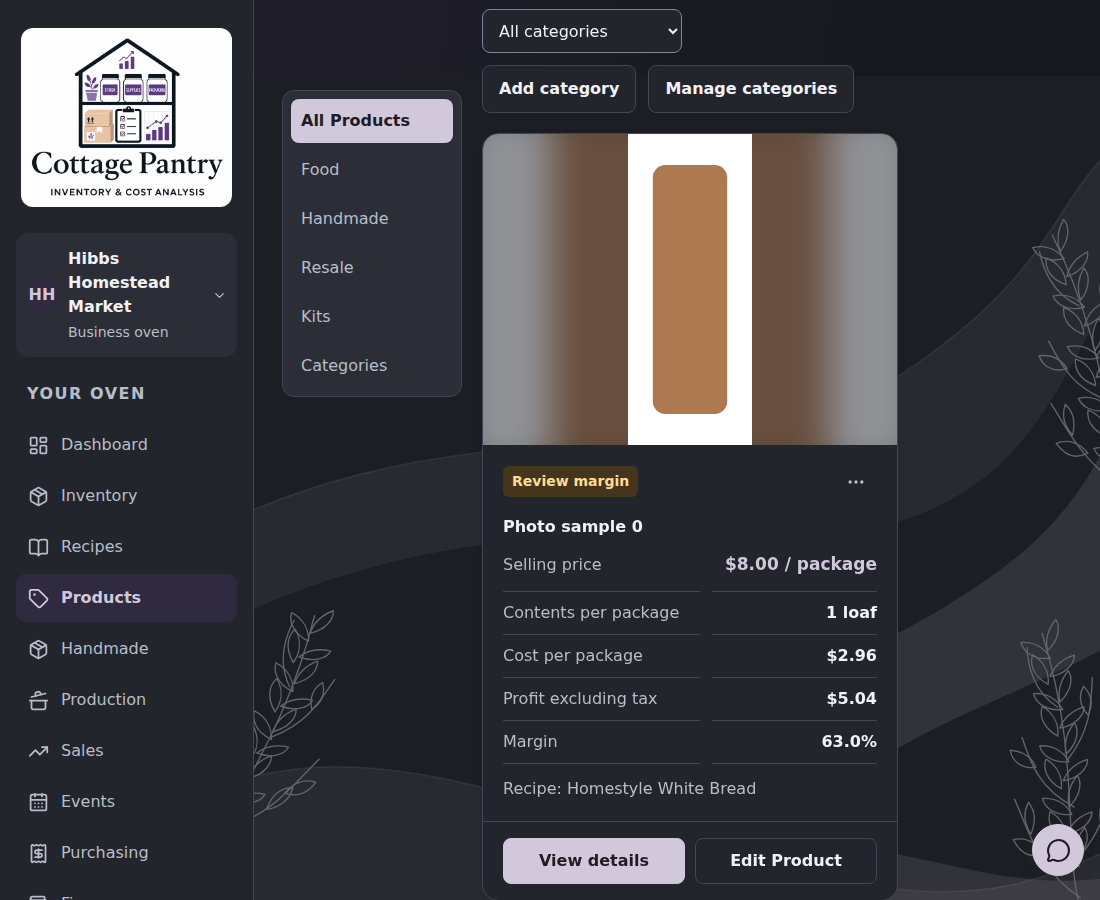 Cottage Pantry
INVENTORY & COST ANALYSIS
HH
Hibbs
Homestead
Market
Business oven
YOUR OVEN
Dashboard
Inventory
Recipes
Products
Handmade
Production
Sales
Events
Purchasing
All Products
Food
Handmade
Resale
Kits
Categories
All categories
Add category
Manage categories
Review margin
Photo sample 0
Selling price
$8.00 / package
Contents per package
1 loaf
Cost per package
$2.96
Profit excluding tax
$5.04
Margin
63.0%
Recipe: Homestyle White Bread
View details
Edit Product